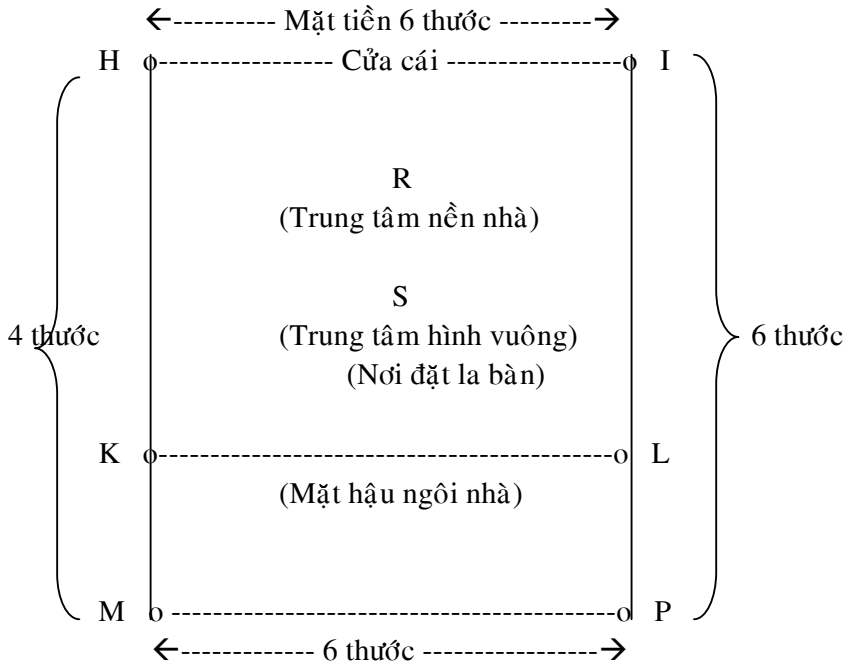 ←---------- Mặt tiền 6 thước ---------→
H o---------------- Cửa cái ----------------o I
R
(Trung tâm nền nhà)
S
4 thước (Trung tâm hình vuông) 6 thước
(Nơi đặt la bàn)
K o------------------------------------------o L
(Mặt hậu ngôi nhà)
M o ----------------------------------------o P
←------------ 6 thước ----------------→